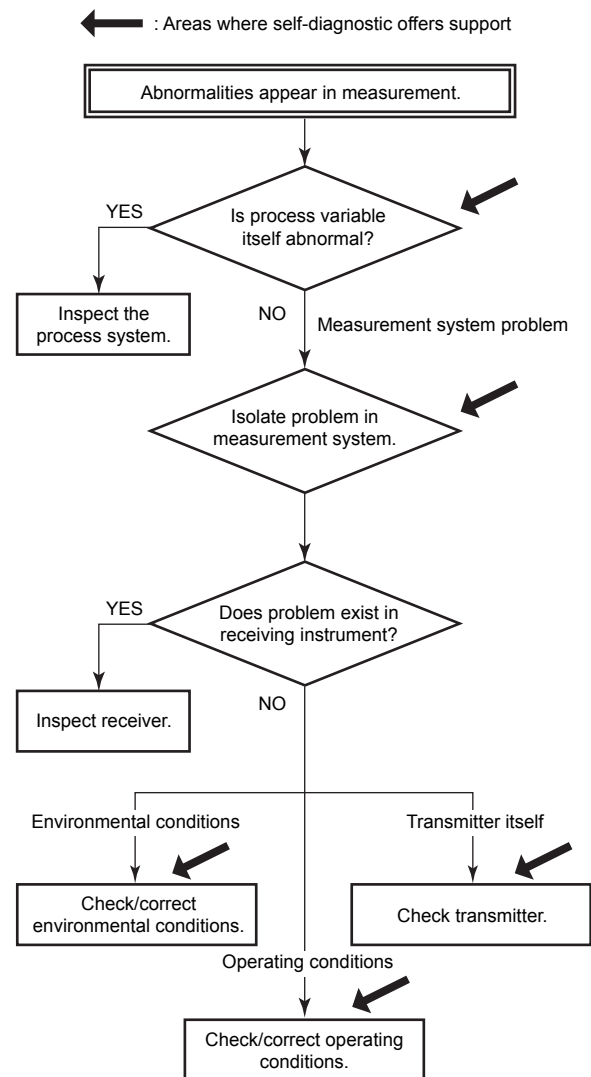 : Areas where self-diagnostic offers support
Abnormalities appear in measurement.
Is process variable
itself abnormal?
YES
Inspect the
process system.
NO
Measurement system problem
Isolate problem in
measurement system.
Does problem exist in
receiving instrument?
YES
Inspect receiver.
NO
Environmental conditions
Transmitter itself
Check/correct
environmental conditions.
Check transmitter.
Operating conditions
Check/correct operating
conditions.